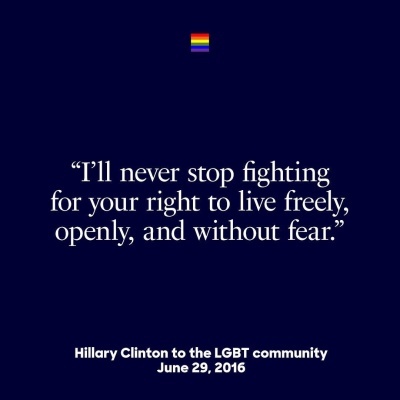 “I’ll never stop fighting
for your right to live freely,
openly, and without fear.”
Hillary Clinton to the LGBT community
June 29, 2016